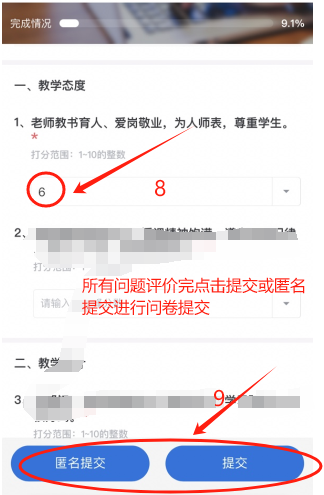 完成情况 9.1%
一、教学态度
1、老师教书育人、爱岗敬业，为人师表，尊重学生。
*
打分范围：1~10的整数
6
8
2、
打分范围：1
请输入
所有问题评价完点击提交或匿名
提交进行问卷提交
二、教学
9
3、
打分范围：1~10的整数
匿名提交 提交